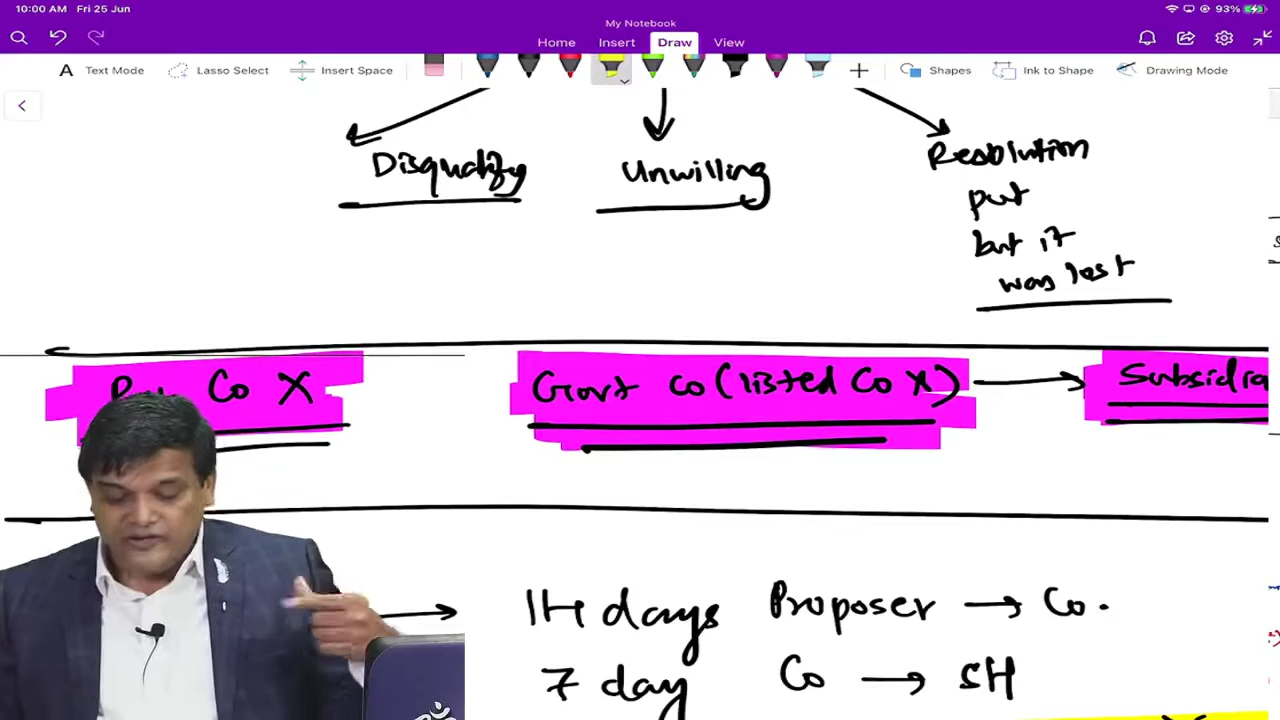 10:00 AM Fri 25 Jun
93%
My Notebook
Home Insert Draw View
A Text Mode Lasso Select Insert Space Shapes Ink to Shape Drawing Mode
Disqualify Unwilling Resolution
put
but it
was lost
Co X Govt Co (listed Co X) Subsidia
14 days Proposer → Co.
7 day Co → SH